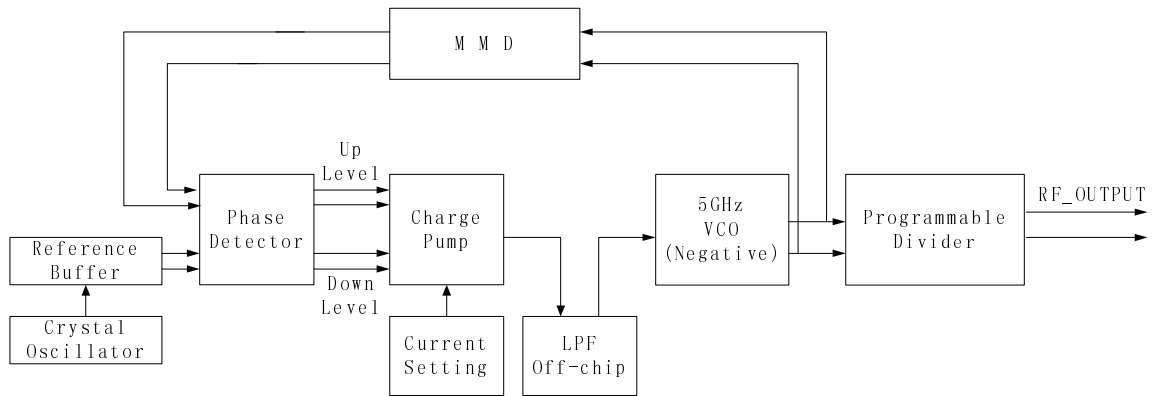 M M D
Up
Level
Phase
Detector
Charge
Pump
5GHz
VCO
(Negative)
Programmable
Divider
RF_OUTPUT
Reference
Buffer
Down
Level
Crystal
Oscillator
Current
Setting
LPF
Off-chip